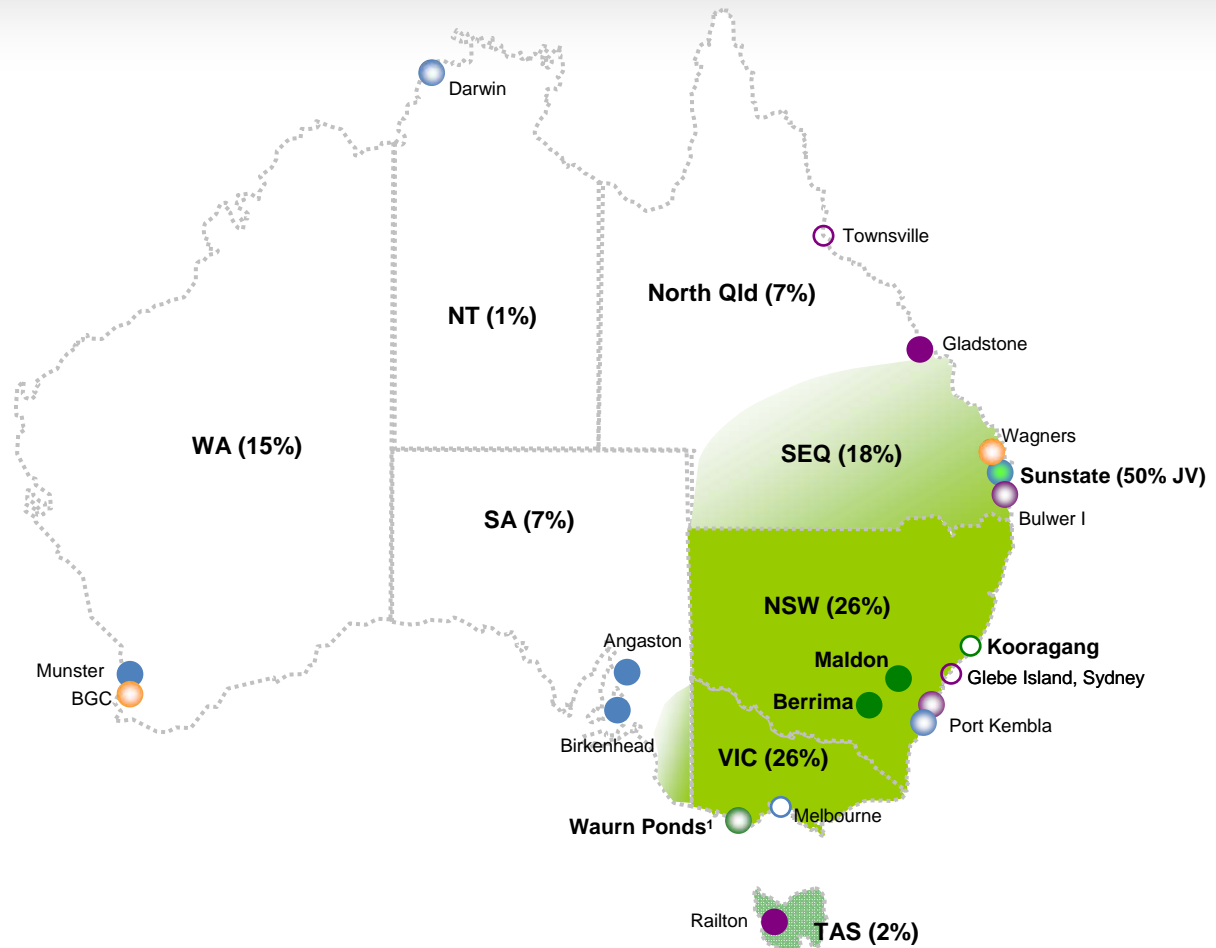 Darwin
Townsville
North Qld (7%)
NT (1%)
Gladstone
Wagners
WA (15%)
SEQ (18%)
Sunstate (50% JV)
SA (7%)
Bulwer I
NSW (26%)
Angaston
Kooragang
Munster
Maldon
Glebe Island, Sydney
BGC
Berrima
Port Kembla
Birkenhead
VIC (26%)
Melbourne
Waurn Ponds¹
Railton
TAS (2%)